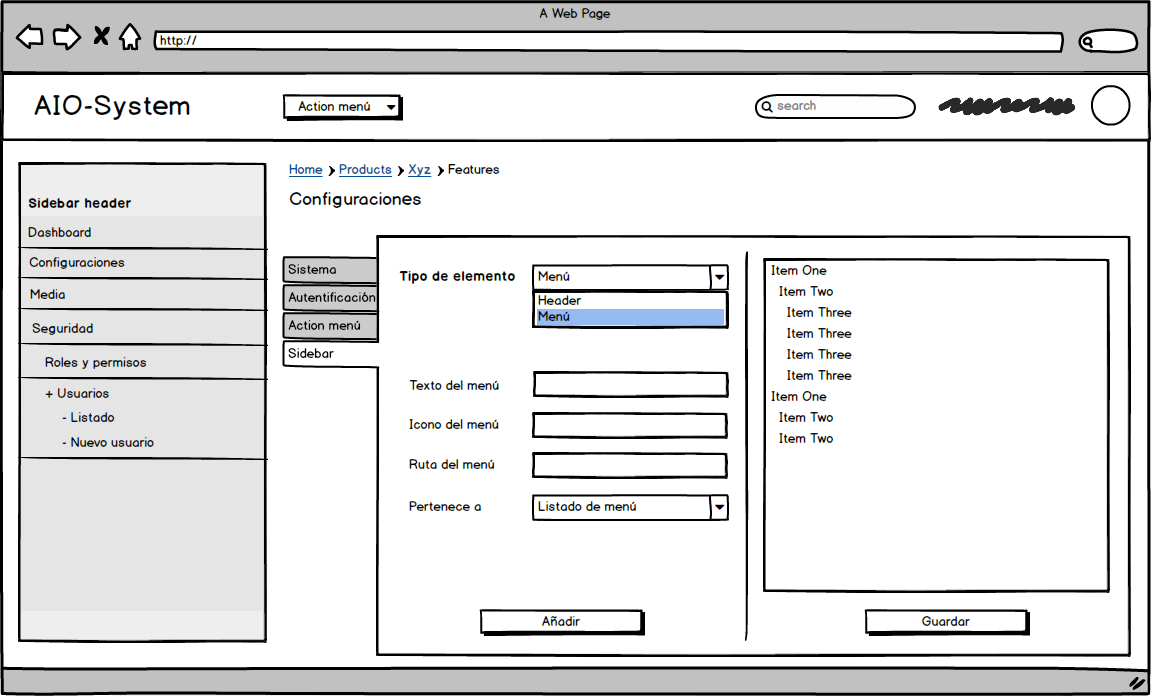 A Web Page
http://
AIO-System
Action menú
search
Home Products Xyz Features
Configuraciones
Sidebar header
Dashboard
Configuraciones
Media
Seguridad
Roles y permisos
+ Usuarios
- Listado
- Nuevo usuario
Sistema
Autentificación
Action menú
Sidebar
Tipo de elemento
Menú
Header
Menú
Texto del menú
Icono del menú
Ruta del menú
Pertenece a
Listado de menú
Añadir
Item One
Item Two
Item Three
Item Three
Item Three
Item Three
Item One
Item Two
Item Two
Guardar